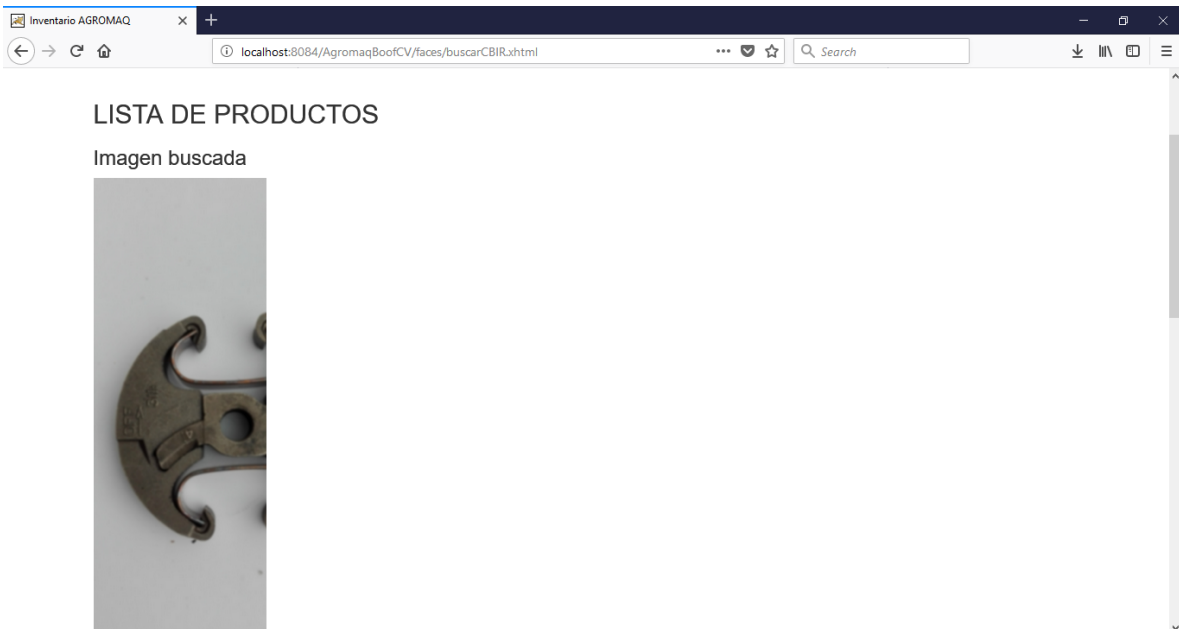 Inventario AGROMAQ
localhost:8084/AgromaqBoofCV/faces/buscarCBIR.xhtml
Search
LISTA DE PRODUCTOS
Imagen buscada